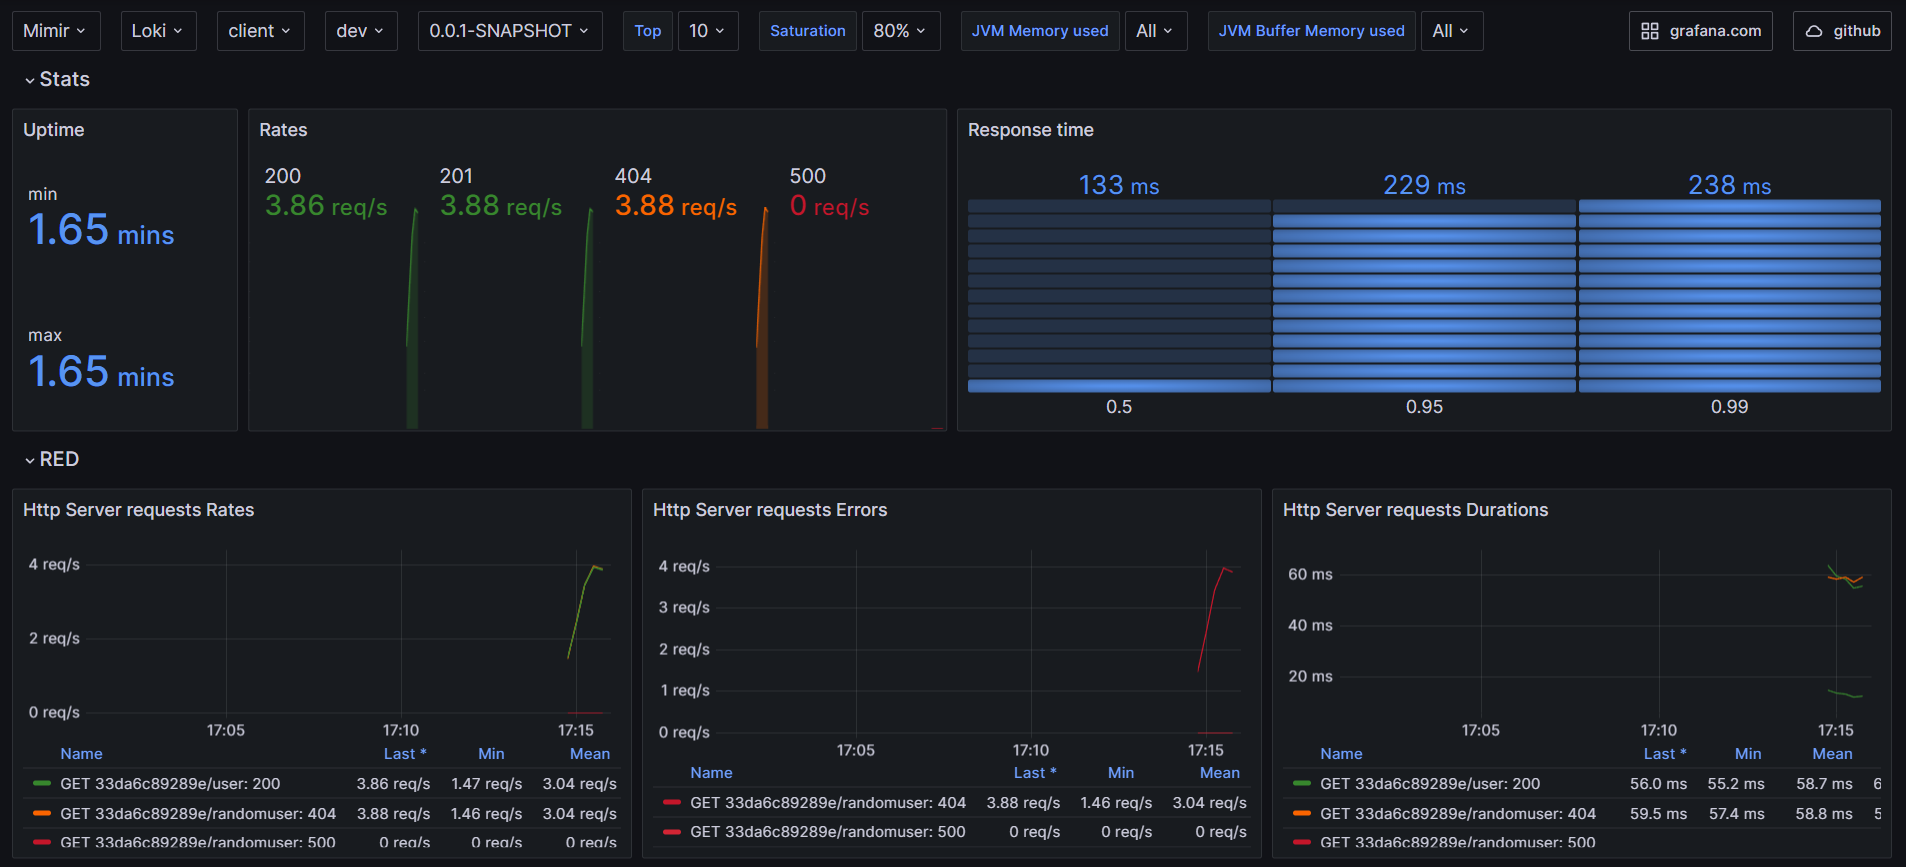 Mimir Loki client dev 0.0.1-SNAPSHOT Top 10 Saturation 80% JVM Memory used All JVM Buffer Memory used All grafana.com github
Stats
Uptime
min
1.65 mins
max
1.65 mins
Rates
200 201 404 500
3.86 req/s 3.88 req/s 3.88 req/s 0 req/s
Response time
133 ms 229 ms 238 ms
0.5 0.95 0.99
RED
Http Server requests Rates
4 req/s
2 req/s
0 req/s
17:05 17:10 17:15
Name Last * Min Mean
GET 33da6c89289e/user: 200 3.86 req/s 1.47 req/s 3.04 req/s
GET 33da6c89289e/randomuser: 404 3.88 req/s 1.46 req/s 3.04 req/s
GET 33da6c89289e/randomuser: 500 0 req/s 0 req/s 0 req/s
Http Server requests Errors
4 req/s
3 req/s
2 req/s
1 req/s
0 req/s
17:05 17:10 17:15
Name Last * Min Mean
GET 33da6c89289e/randomuser: 404 3.88 req/s 1.46 req/s 3.04 req/s
GET 33da6c89289e/randomuser: 500 0 req/s 0 req/s 0 req/s
Http Server requests Durations
60 ms
40 ms
20 ms
17:05 17:10 17:15
Name Last * Min Mean
GET 33da6c89289e/user: 200 56.0 ms 55.2 ms 58.7 ms
GET 33da6c89289e/randomuser: 404 59.5 ms 57.4 ms 58.8 ms
GET 33da6c89289e/randomuser: 500